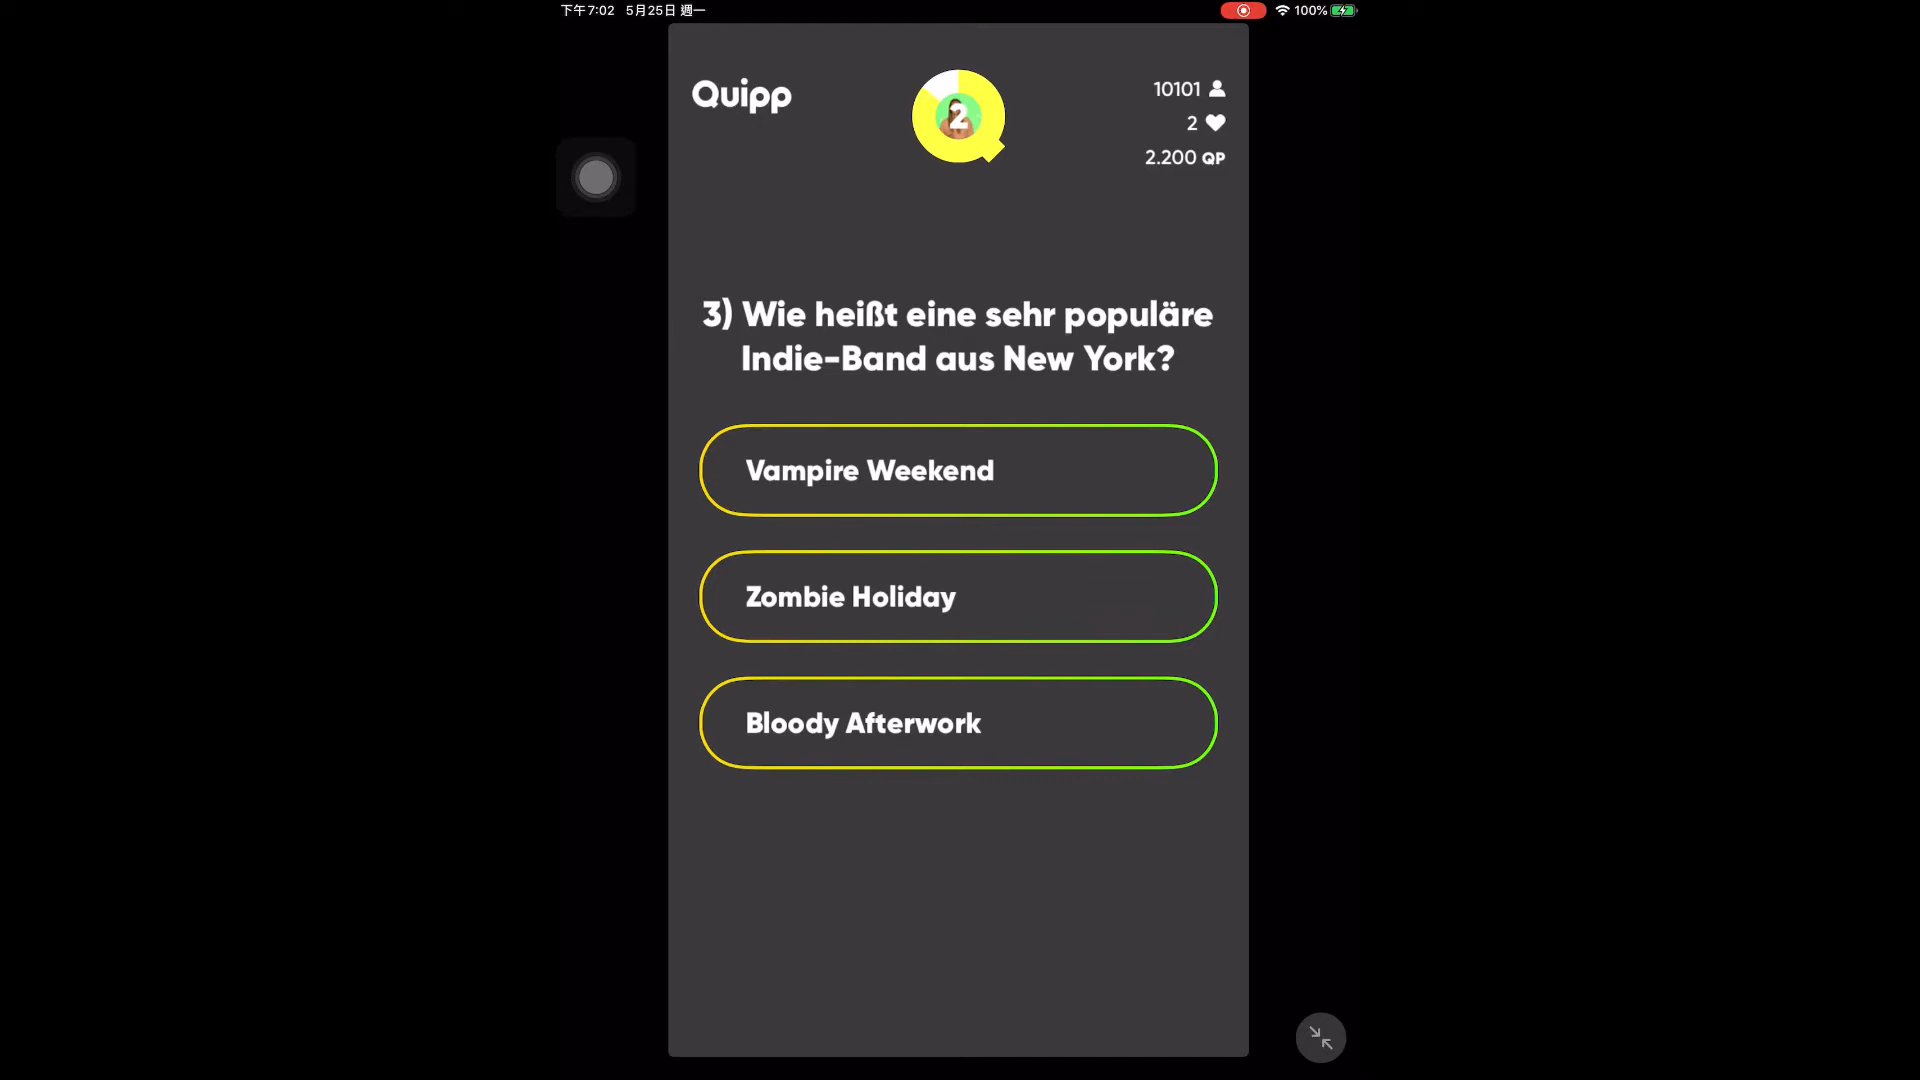 下午7:02 5月25日 週一
100%
Quipp
2
10101
2
2.200 QP
3) Wie heißt eine sehr populäre
Indie-Band aus New York?
Vampire Weekend
Zombie Holiday
Bloody Afterwork